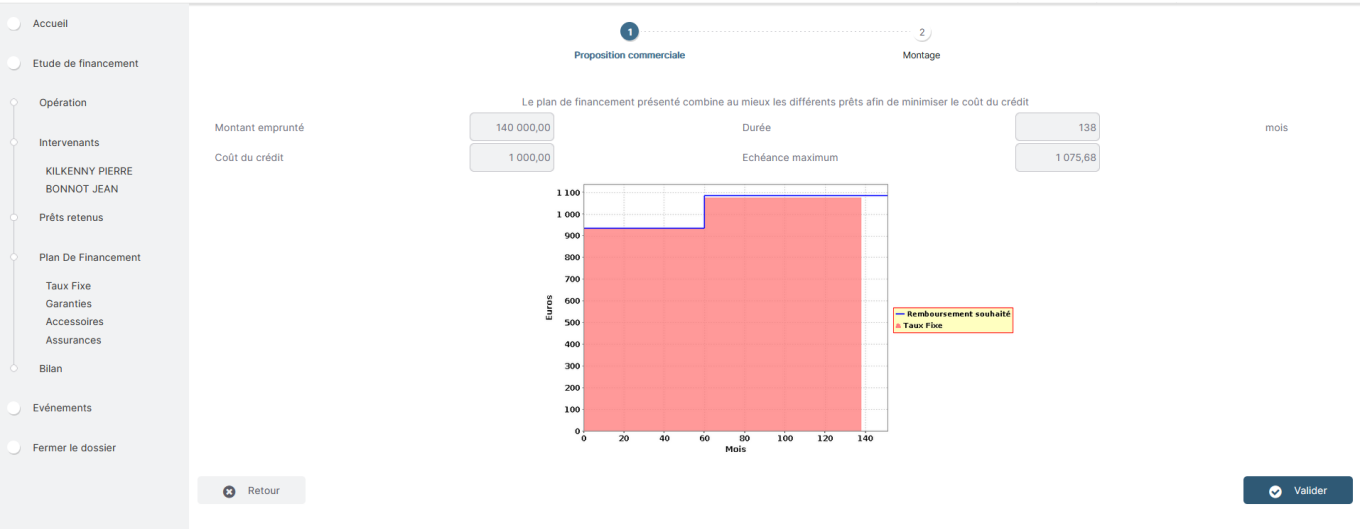 Accueil
Etude de financement
Opération
Intervenants
KILKENNY PIERRE
BONNOT JEAN
Prêts retenus
Plan De Financement
Taux Fixe
Garanties
Accessoires
Assurances
Bilan
Evénements
Fermer le dossier
1
Proposition commerciale
2
Montage
Le plan de financement présenté combine au mieux les différents prêts afin de minimiser le coût du crédit
Montant emprunté 140 000,00 Durée 138 mois
Coût du crédit 1 000,00 Echéance maximum 1 075,68
1 100
1 000
900
800
700
600
500
400
300
200
100
0
Euros
0 20 40 60 80 100 120 140
Mois
Remboursement souhaité
Taux Fixe
Retour
Valider